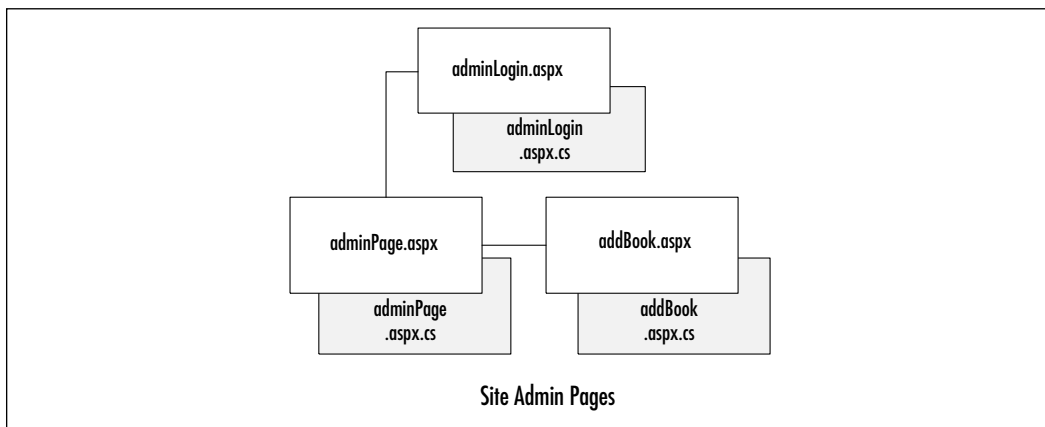 adminLogin.aspx
adminLogin
.aspx.cs
adminPage.aspx
adminPage
.aspx.cs
addBook.aspx
addBook
.aspx.cs
Site Admin Pages